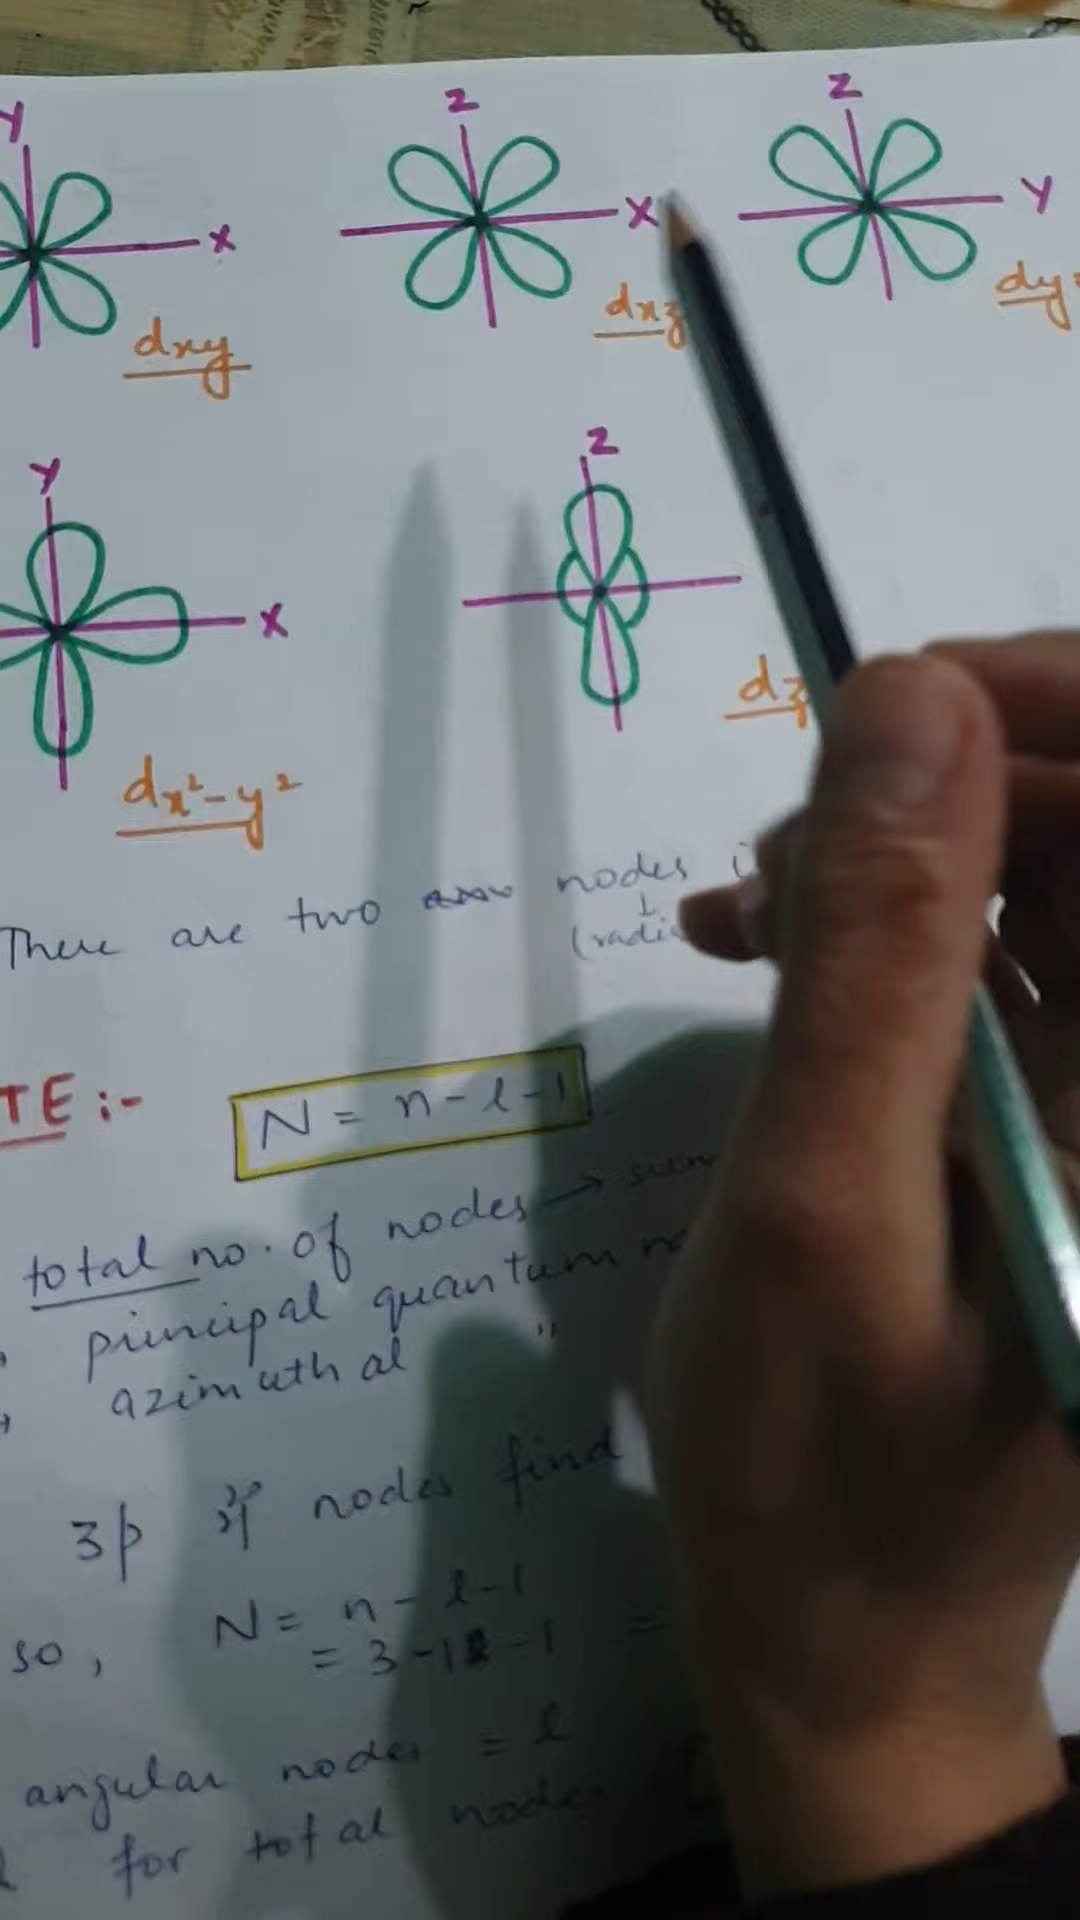 Y Z Z
X X Y
dxy dxz
Y Z
X
dx²-y²
There are two nodes
TE :-
N = n-l-1
total no. of nodes →
principal quantum
azimuthal "
3p nodes find
so, N = n-l-1
= 3-1 -1 =
angular nodes = l
for total nodes